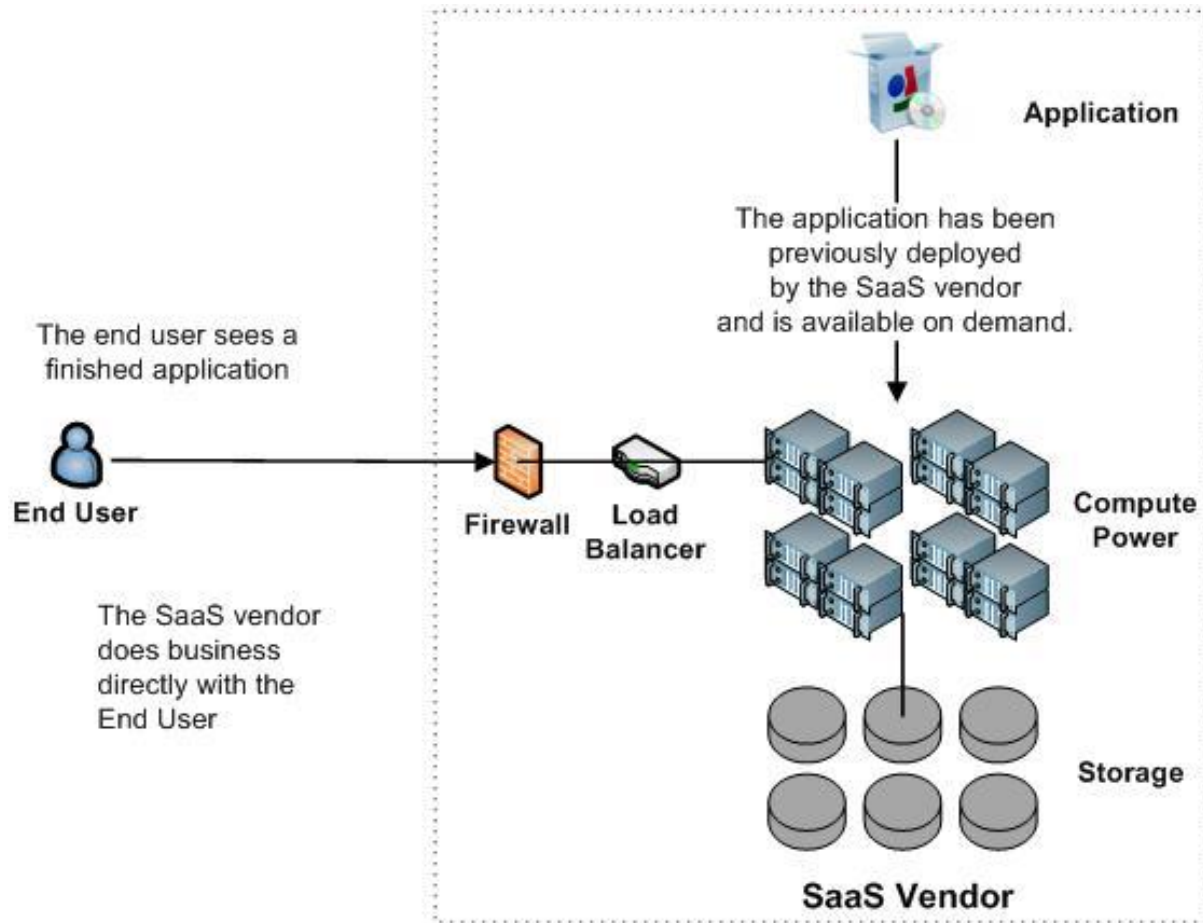 Application
The application has been
previously deployed
by the SaaS vendor
and is available on demand.
The end user sees a
finished application
End User
Firewall
Load
Balancer
Compute
Power
The SaaS vendor
does business
directly with the
End User
Storage
SaaS Vendor